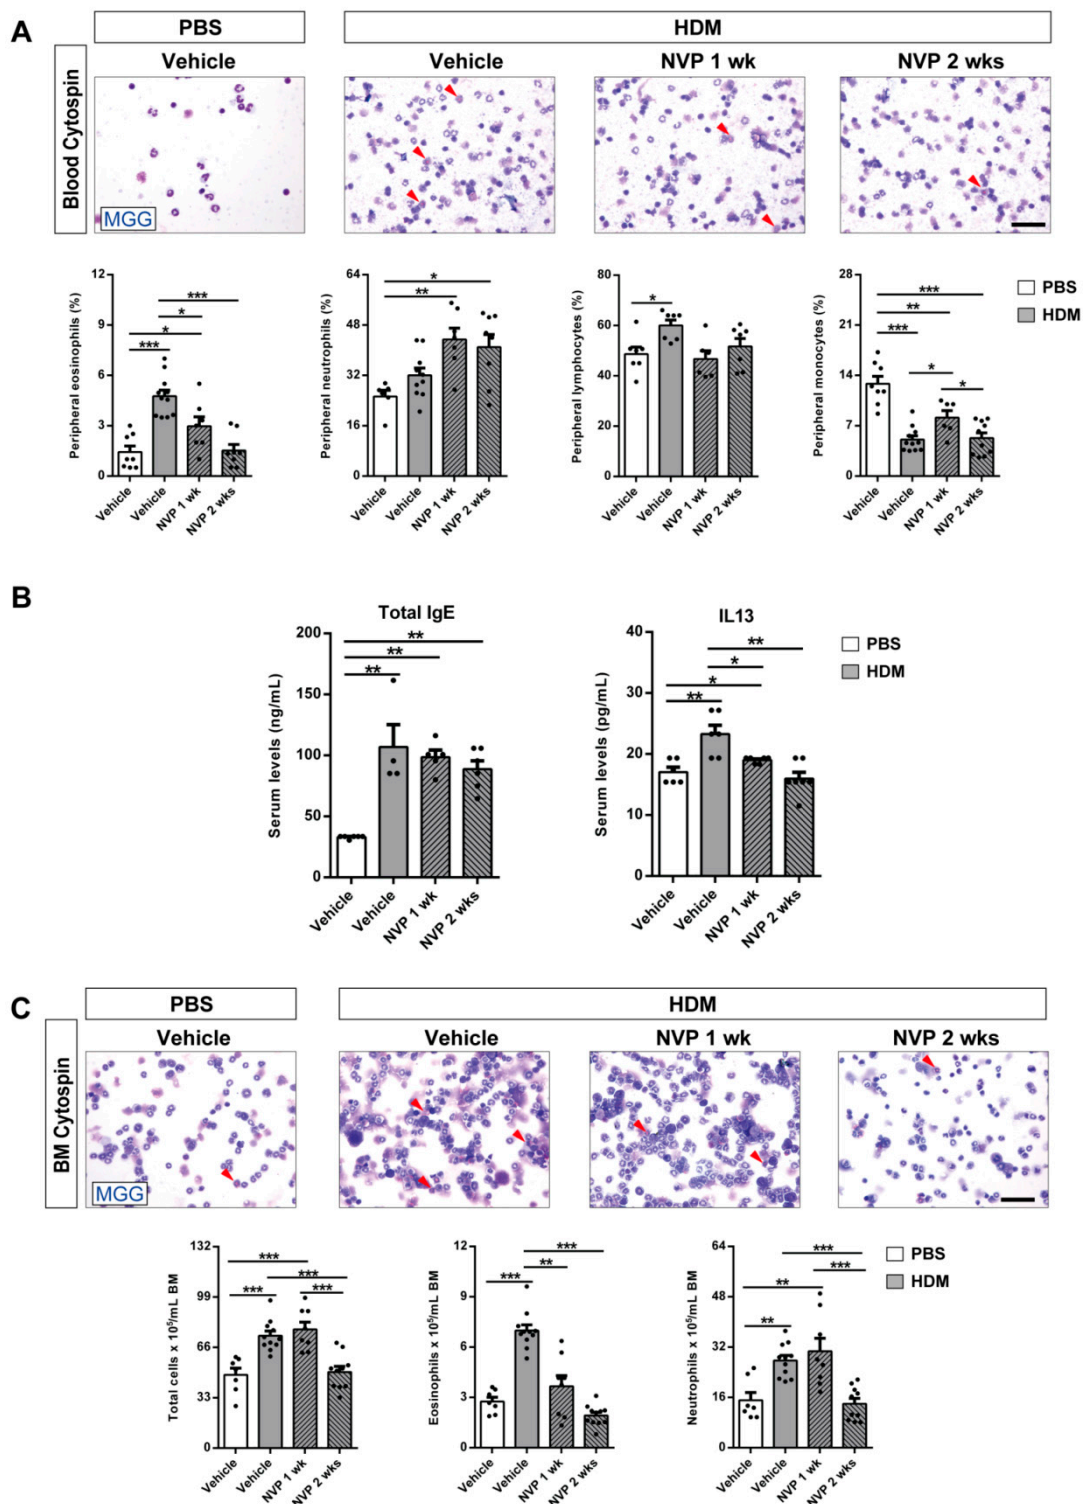 A
PBS
HDM
Blood Cytospin
Vehicle
Vehicle
NVP 1 wk
NVP 2 wks
MGG
Peripheral eosinophils (%)
12
9
6
3
0
***
*
*
***
Vehicle
Vehicle
NVP 1 wk
NVP 2 wks
Peripheral neutrophils (%)
64
48
32
16
0
*
**
Vehicle
Vehicle
NVP 1 wk
NVP 2 wks
Peripheral lymphocytes (%)
80
60
40
20
0
*
Vehicle
Vehicle
NVP 1 wk
NVP 2 wks
Peripheral monocytes (%)
28
21
14
7
0
***
**
***
*
*
Vehicle
Vehicle
NVP 1 wk
NVP 2 wks
PBS
HDM
B
Total IgE
Serum levels (ng/mL)
200
150
100
50
0
**
**
**
Vehicle
Vehicle
NVP 1 wk
NVP 2 wks
IL13
Serum levels (pg/mL)
40
30
20
10
0
**
*
*
**
Vehicle
Vehicle
NVP 1 wk
NVP 2 wks
PBS
HDM
C
PBS
HDM
BM Cytospin
Vehicle
Vehicle
NVP 1 wk
NVP 2 wks
MGG
Total cells x 10⁵/mL BM
132
99
66
33
0
***
***
***
***
Vehicle
Vehicle
NVP 1 wk
NVP 2 wks
Eosinophils x 10⁵/mL BM
12
9
6
3
0
***
**
***
Vehicle
Vehicle
NVP 1 wk
NVP 2 wks
Neutrophils x 10⁵/mL BM
64
48
32
16
0
***
***
**
**
Vehicle
Vehicle
NVP 1 wk
NVP 2 wks
PBS
HDM